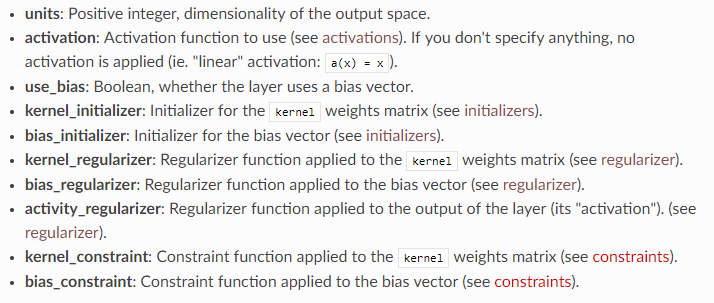 • units: Positive integer, dimensionality of the output space.
• activation: Activation function to use (see activations). If you don't specify anything, no
activation is applied (ie. "linear" activation: a(x) = x ).
• use_bias: Boolean, whether the layer uses a bias vector.
• kernel_initializer: Initializer for the kernel weights matrix (see initializers).
• bias_initializer: Initializer for the bias vector (see initializers).
• kernel_regularizer: Regularizer function applied to the kernel weights matrix (see regularizer).
• bias_regularizer: Regularizer function applied to the bias vector (see regularizer).
• activity_regularizer: Regularizer function applied to the output of the layer (its "activation"). (see
regularizer).
• kernel_constraint: Constraint function applied to the kernel weights matrix (see constraints).
• bias_constraint: Constraint function applied to the bias vector (see constraints).